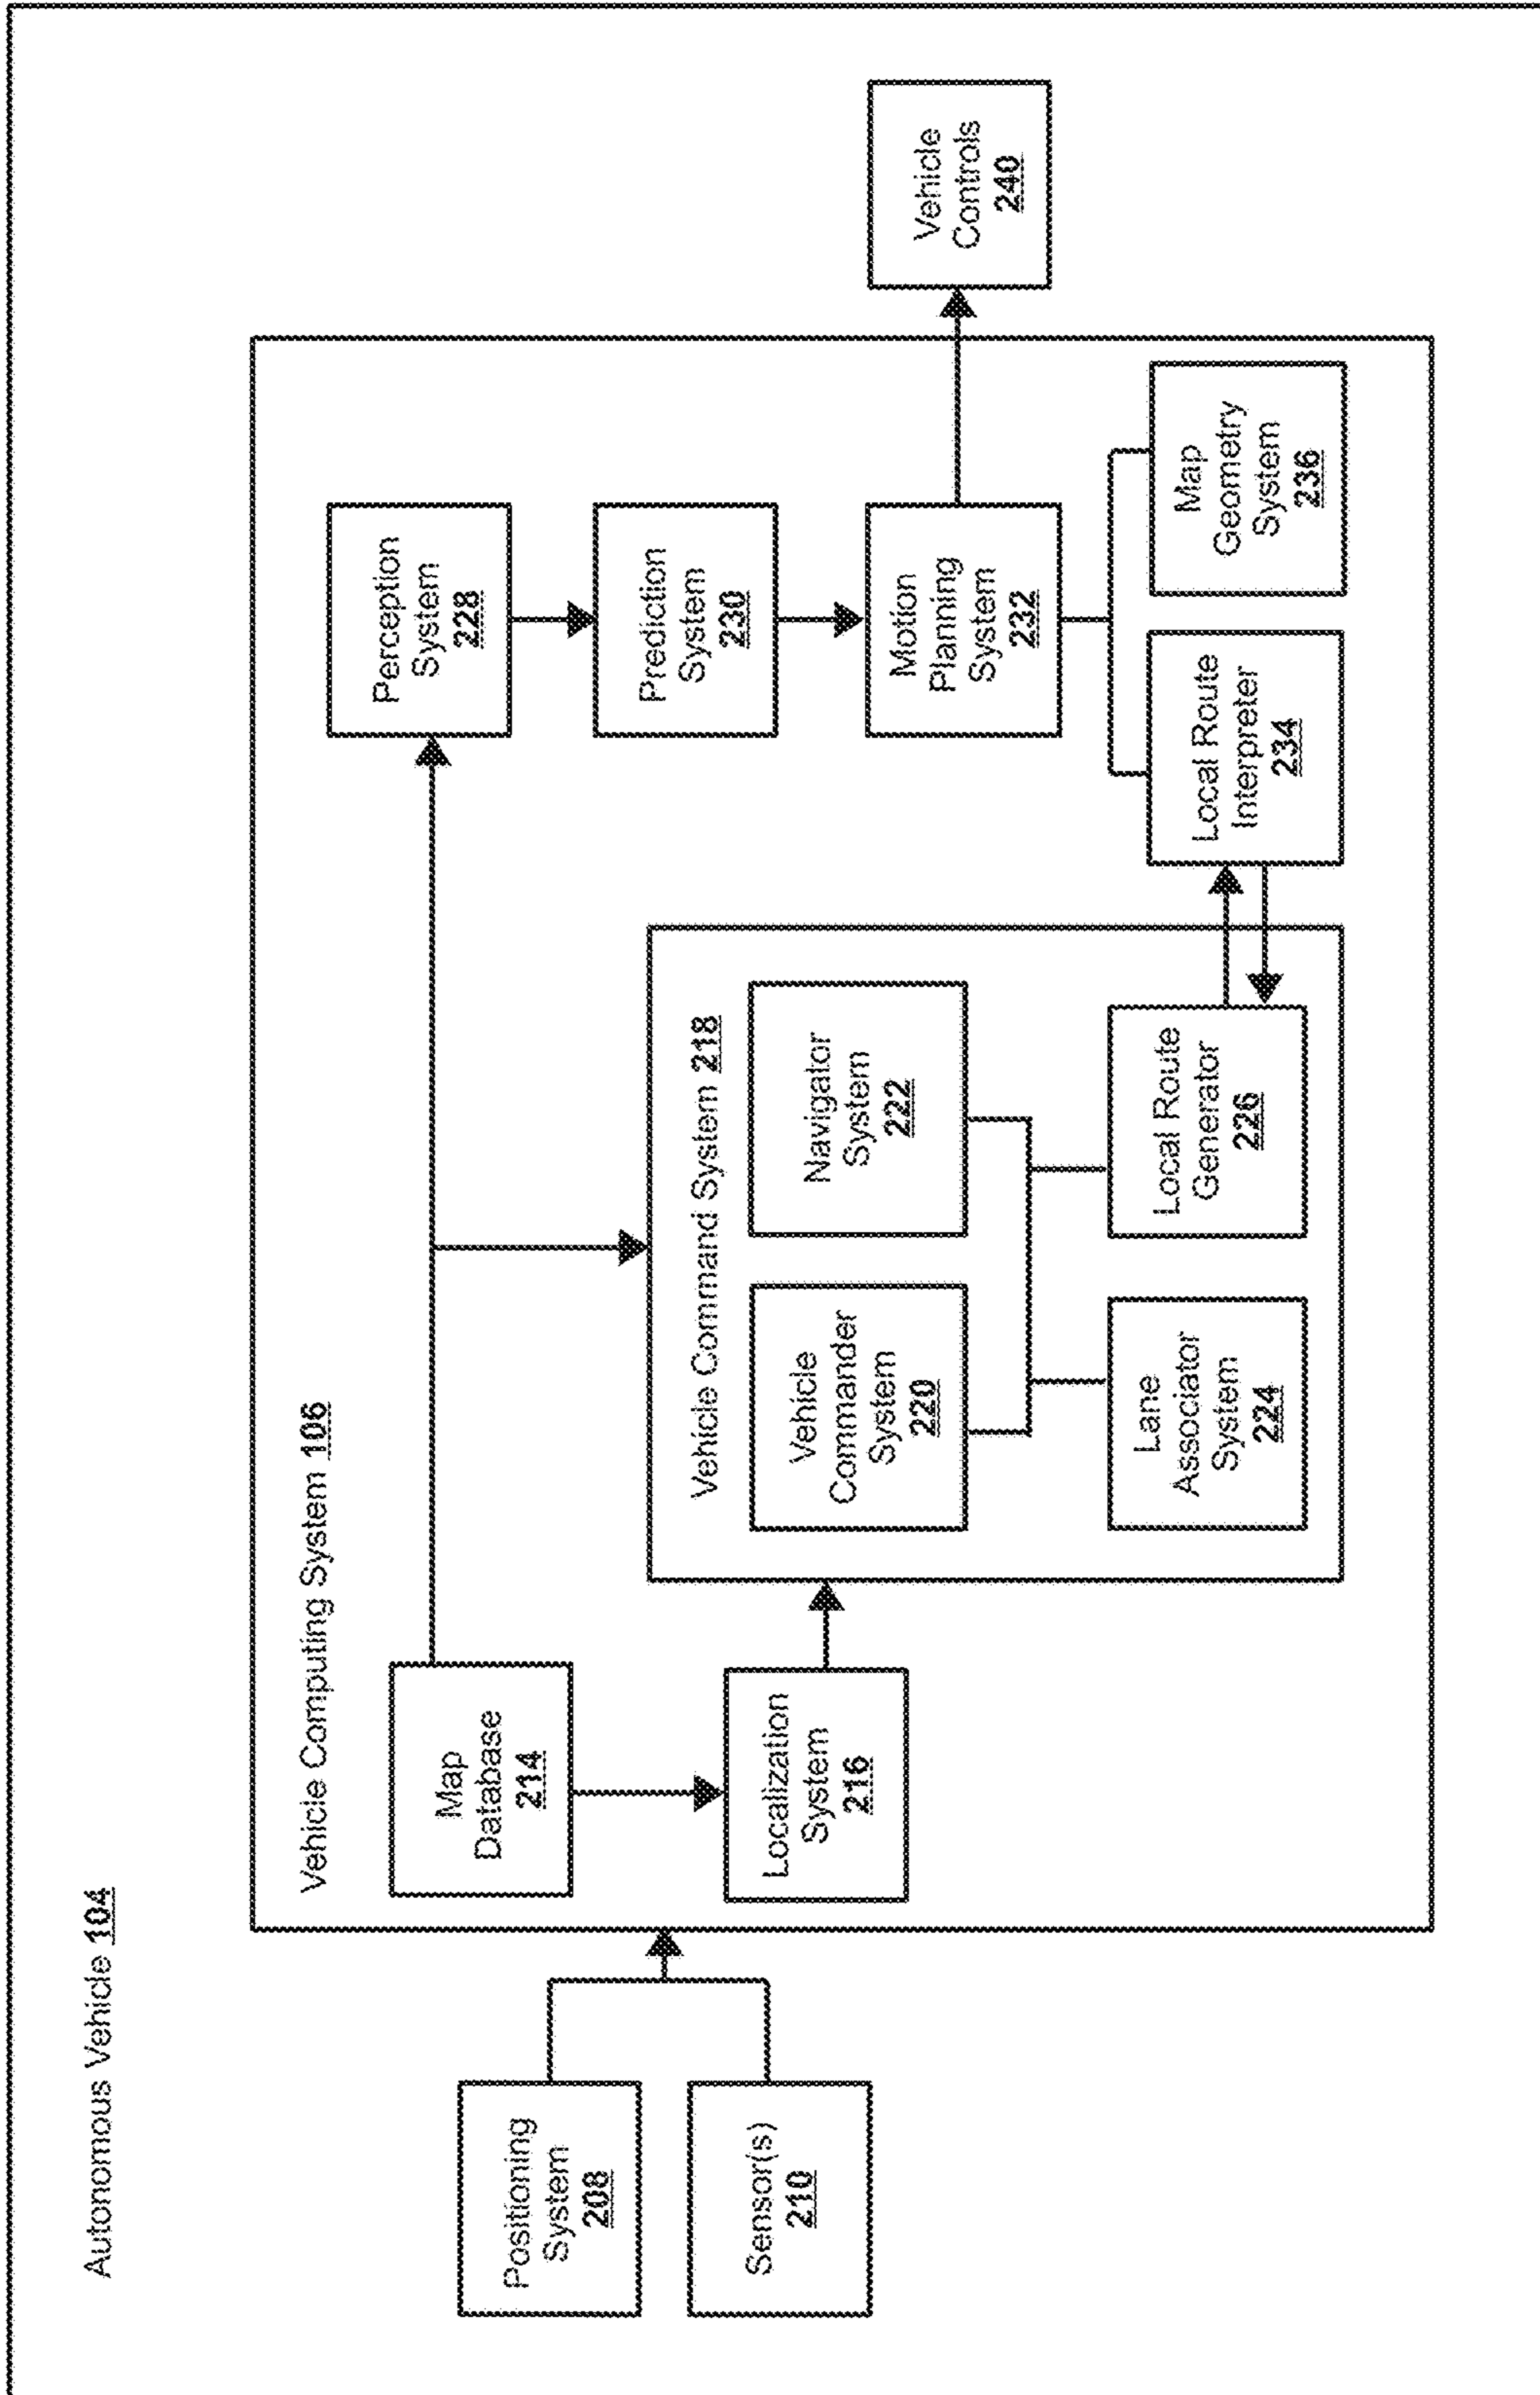 Autonomous Vehicle 104
Vehicle Computing System 106
Positioning
System
208
Sensor(s)
210
Map
Database
214
Localization
System
216
Vehicle Command System 218
Vehicle
Commander
System
220
Navigator
System
222
Lane
Associator
System
224
Local Route
Generator
226
Perception
System
228
Prediction
System
230
Motion
Planning
System
232
Local Route
Interpreter
234
Map
Geometry
System
236
Vehicle
Controls
240